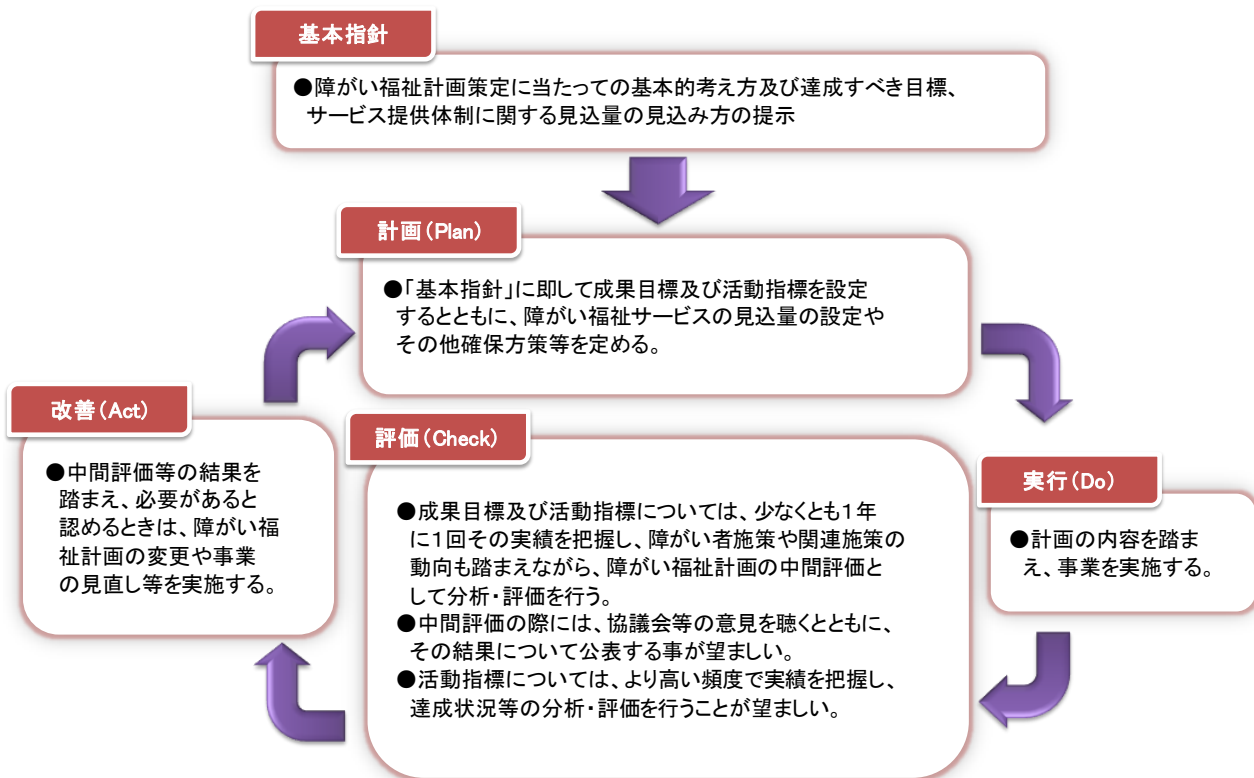 基本指針
●障がい福祉計画策定に当たっての基本的考え方及び達成すべき目標、
サービス提供体制に関する見込量の見込み方の提示
計画(Plan)
●「基本指針」に即して成果目標及び活動指標を設定
するとともに、障がい福祉サービスの見込量の設定や
その他確保方策等を定める。
実行(Do)
●計画の内容を踏ま
え、事業を実施する。
評価(Check)
●成果目標及び活動指標については、少なくとも1年
に1回その実績を把握し、障がい者施策や関連施策の
動向も踏まえながら、障がい福祉計画の中間評価と
して分析・評価を行う。
●中間評価の際には、協議会等の意見を聴くとともに、
その結果について公表する事が望ましい。
●活動指標については、より高い頻度で実績を把握し、
達成状況等の分析・評価を行うことが望ましい。
改善(Act)
●中間評価等の結果を
踏まえ、必要があると
認めるときは、障がい福
祉計画の変更や事業
の見直し等を実施する。